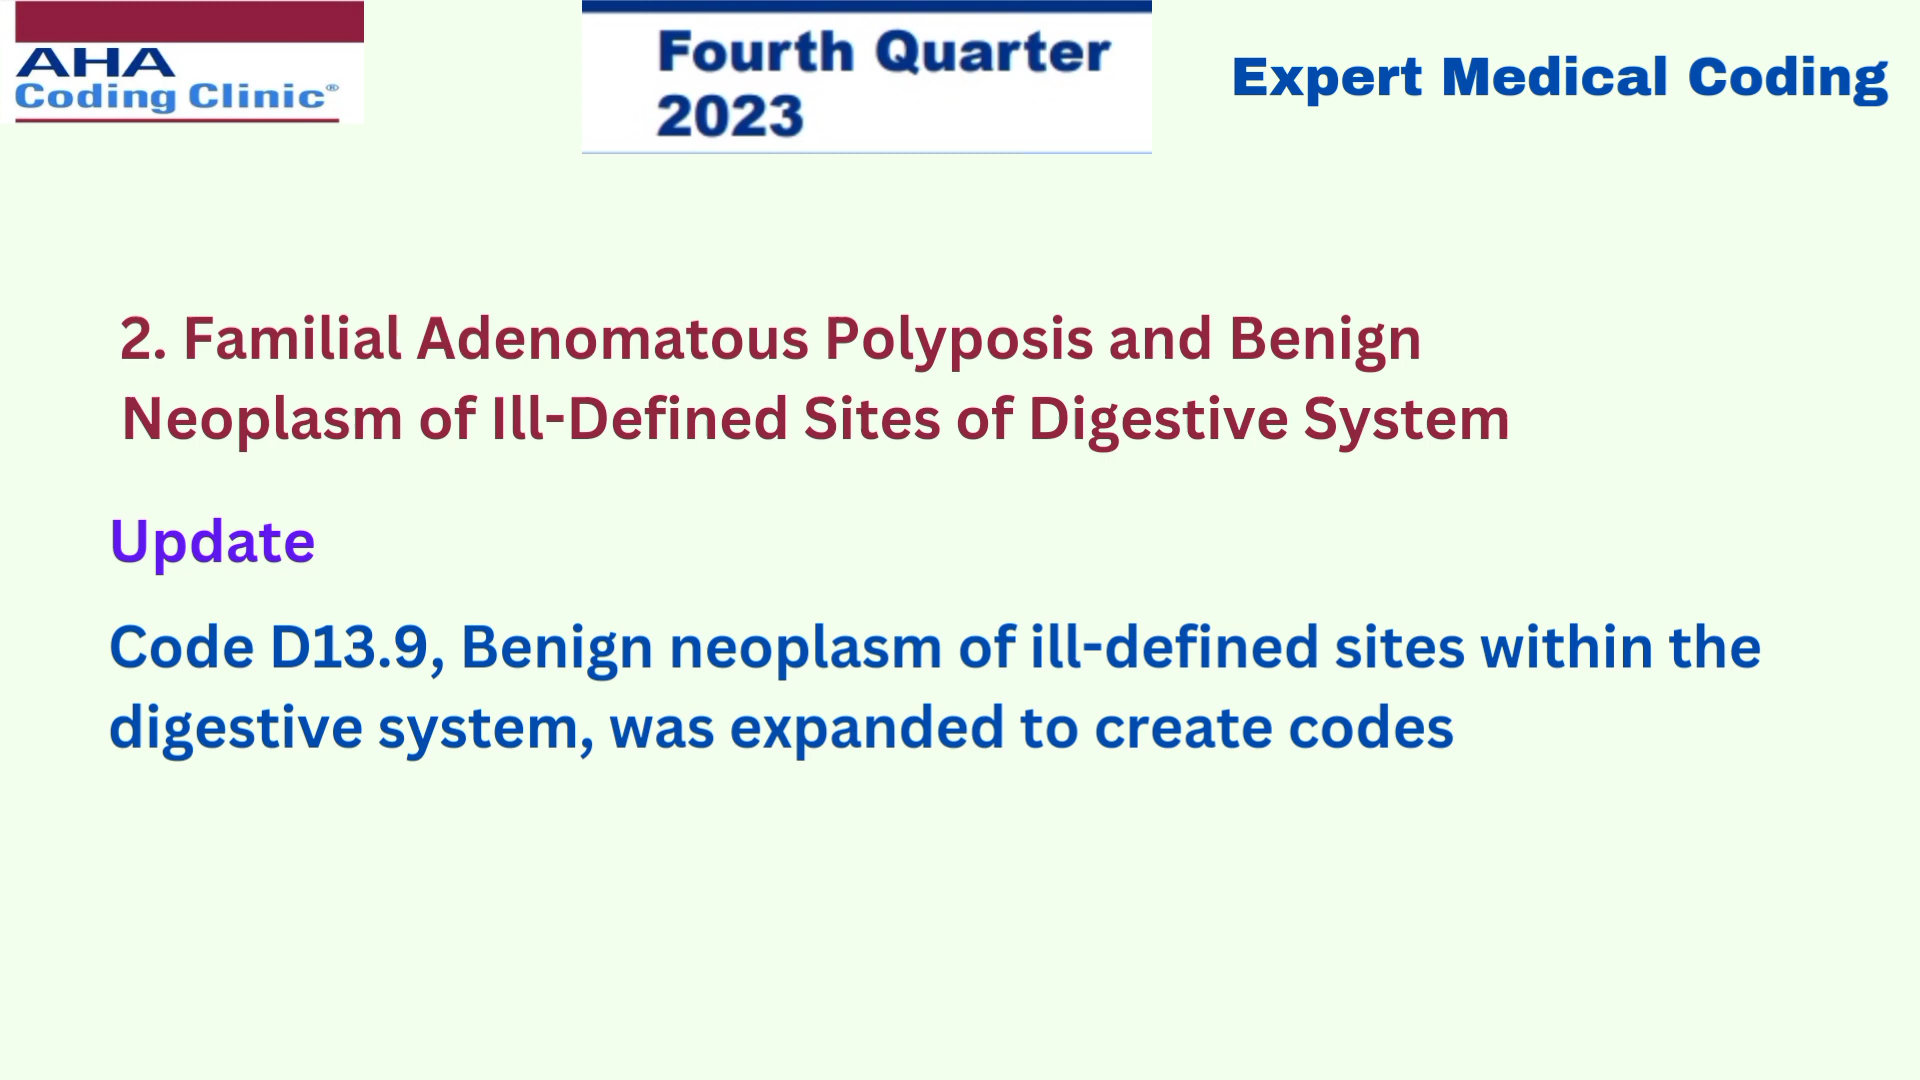 AHA
Coding Clinic®
Fourth Quarter
2023
Expert Medical Coding
2. Familial Adenomatous Polyposis and Benign
Neoplasm of Ill-Defined Sites of Digestive System
Update
Code D13.9, Benign neoplasm of ill-defined sites within the
digestive system, was expanded to create codes